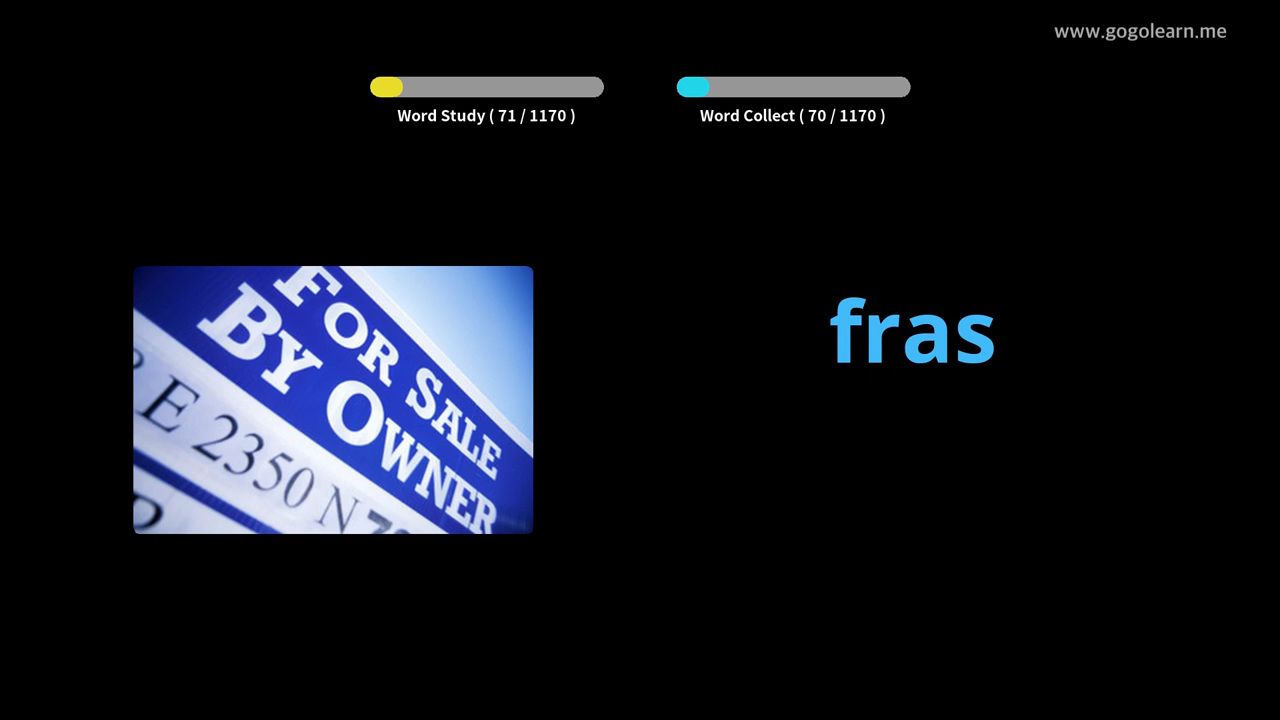 www.gogolearn.me
Word Study ( 71 / 1170 )
Word Collect ( 70 / 1170 )
FOR SALE
BY OWNER
E 2350 N
fras